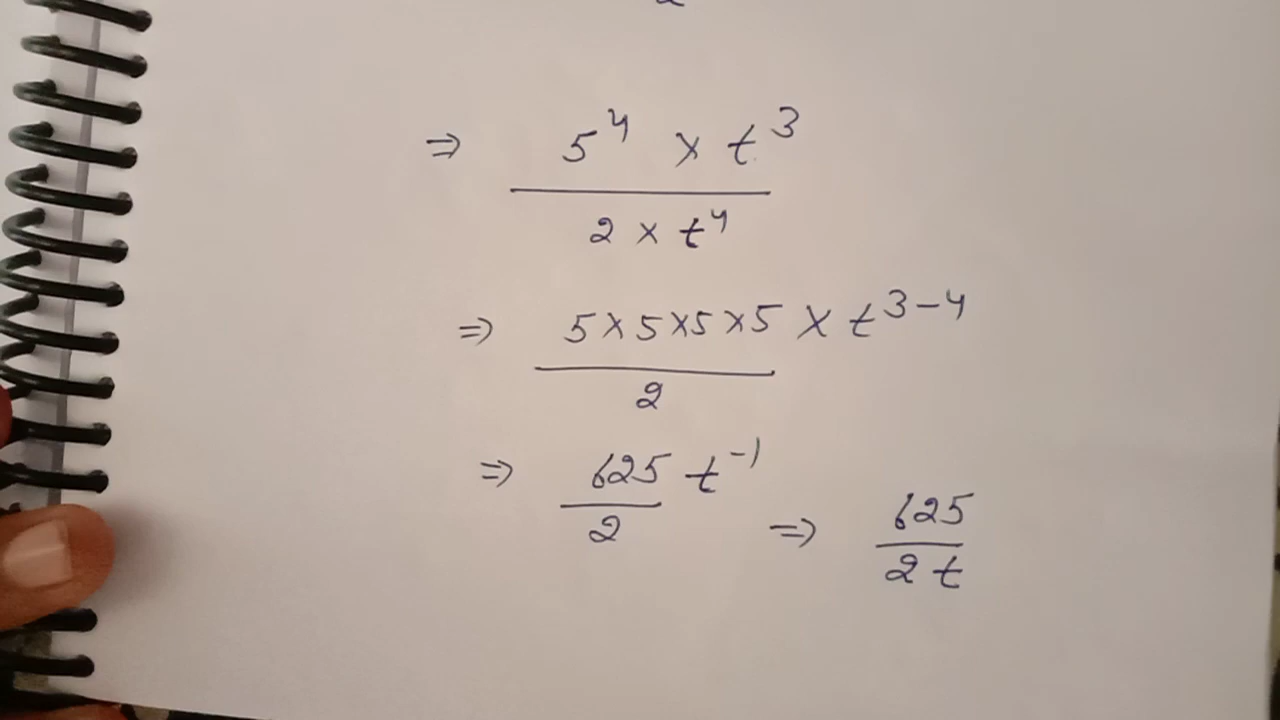 ⇒ 5⁴ × t³
2 × t⁴
⇒ 5×5×5×5 × t³⁻⁴
2
⇒ 625 t⁻¹
2
⇒ 625
2t